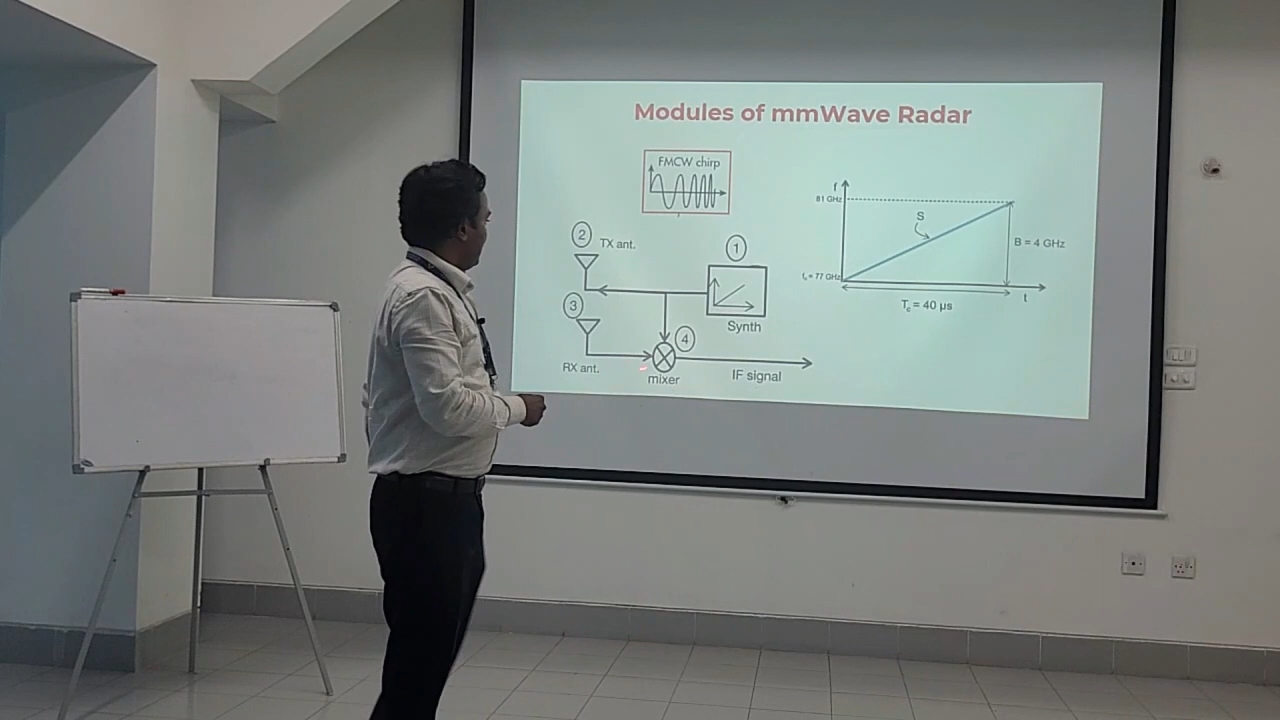 Modules of mmWave Radar
FMCW chirp
2
TX ant.
1
Synth
3
RX ant.
4
mixer
IF signal
f
81 GHz
S
B = 4 GHz
fc = 77 GHz
t
Tc = 40 µs